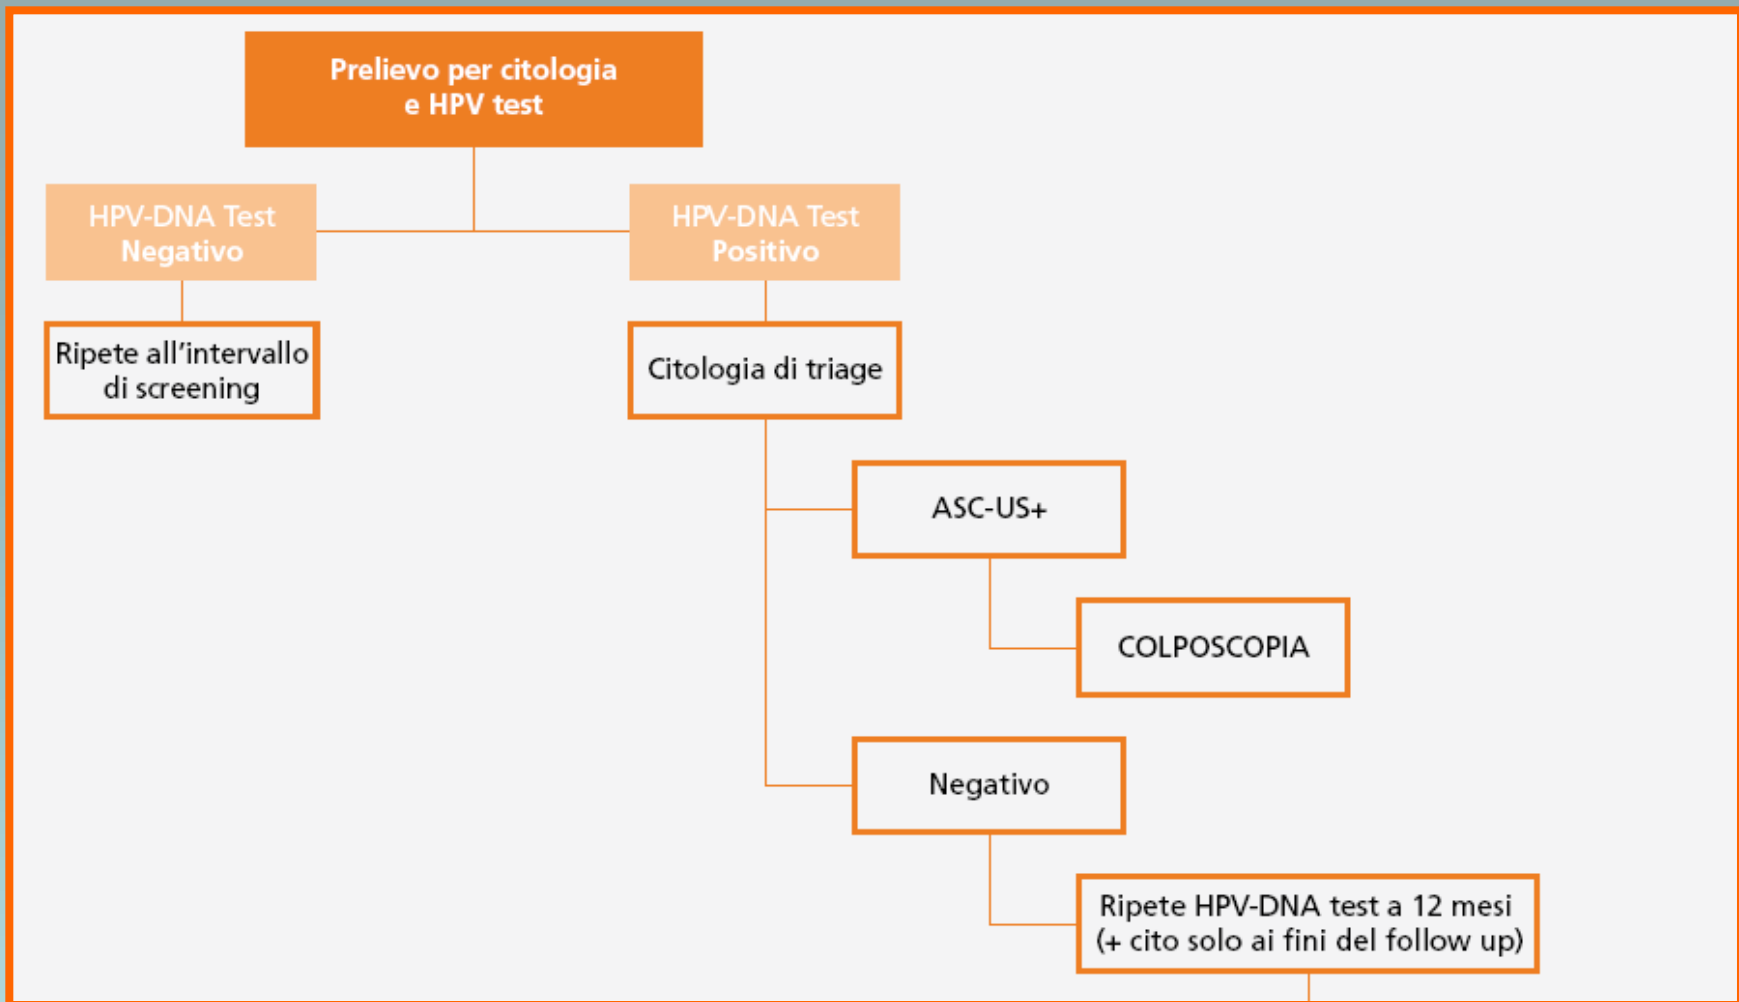 Prelievo per citologia
e HPV test
HPV-DNA Test
Negativo
HPV-DNA Test
Positivo
Ripete all'intervallo
di screening
Citologia di triage
ASC-US+
COLPOSCOPIA
Negativo
Ripete HPV-DNA test a 12 mesi
(+ cito solo ai fini del follow up)